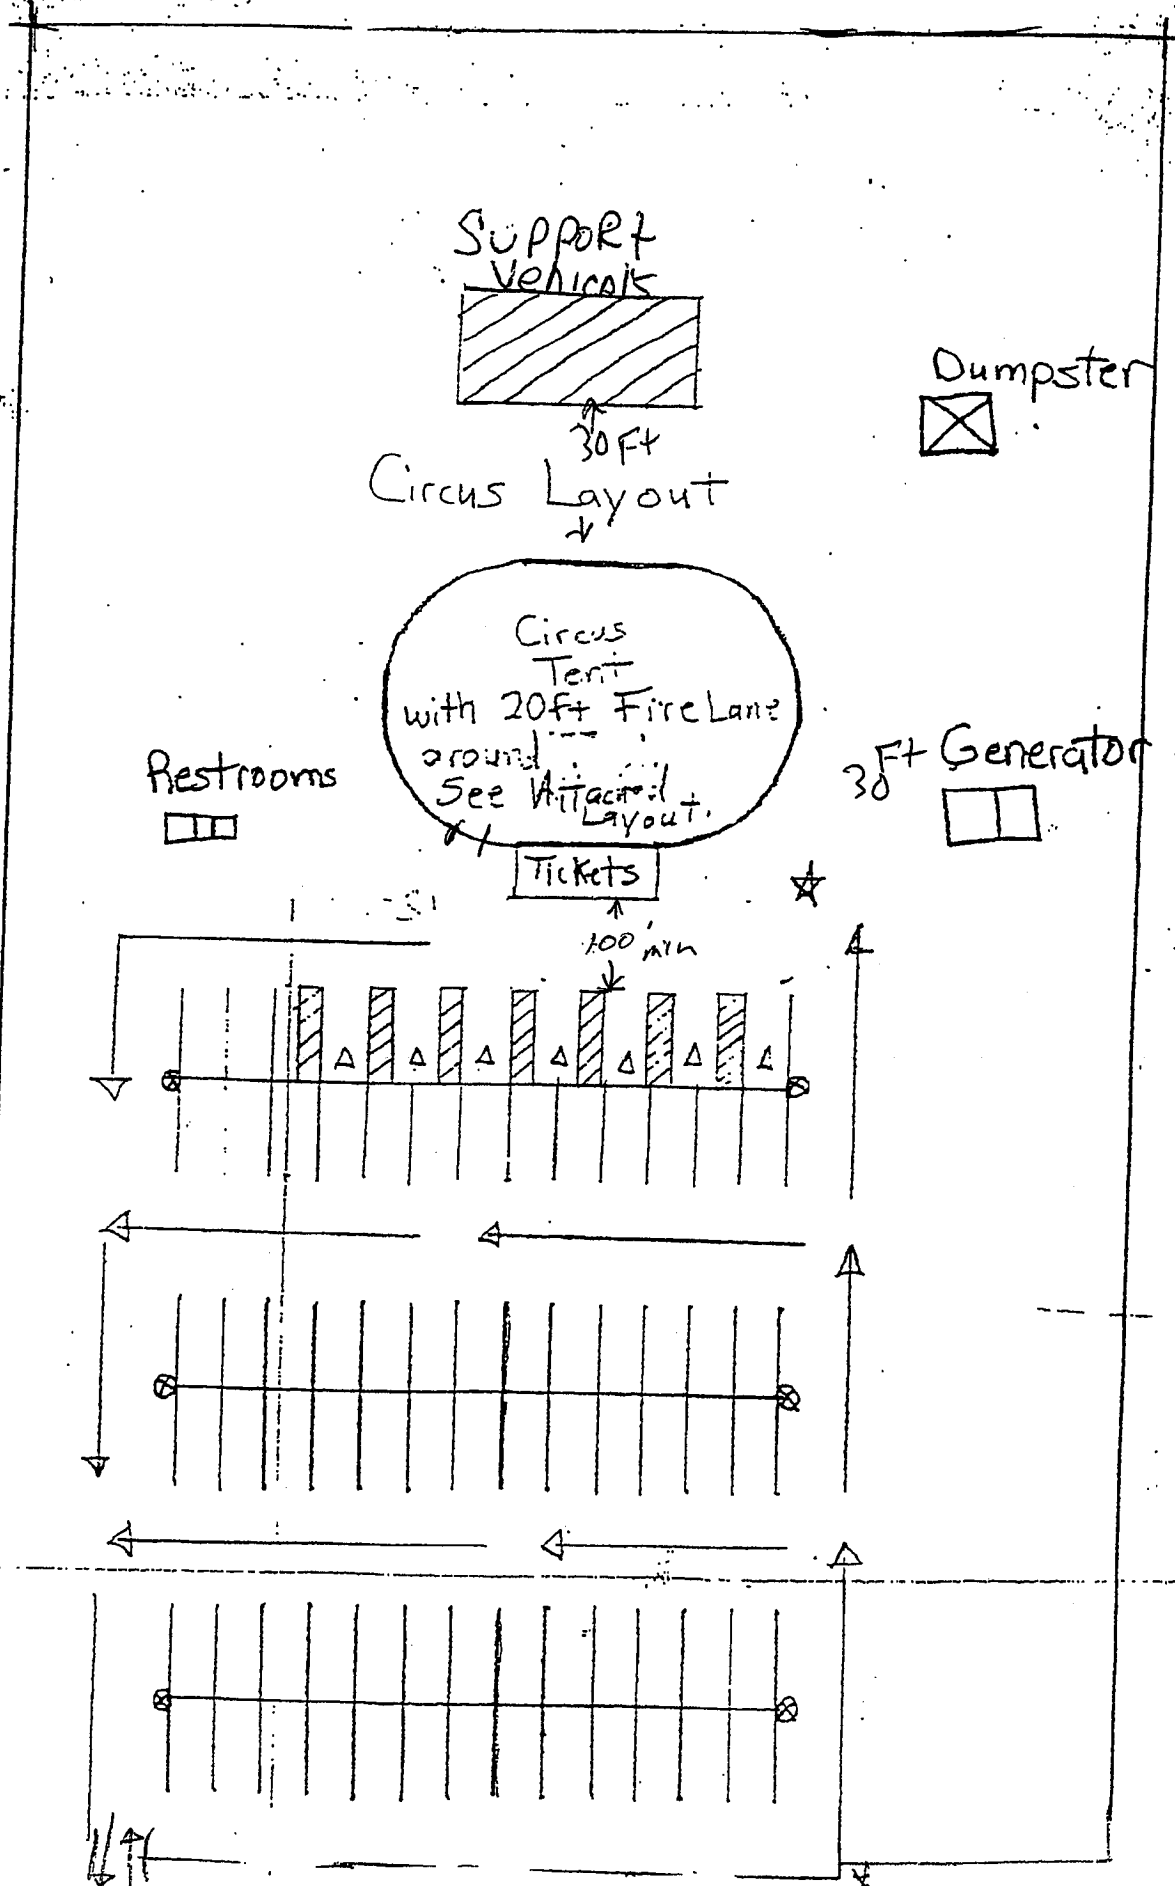 Support
Vehicals
Dumpster
30 Ft
Circus Layout
Circus
Tent
with 20ft Fire Lane
around
See Attached
Layout.
Restrooms
30 Ft Generator
Tickets
100' min